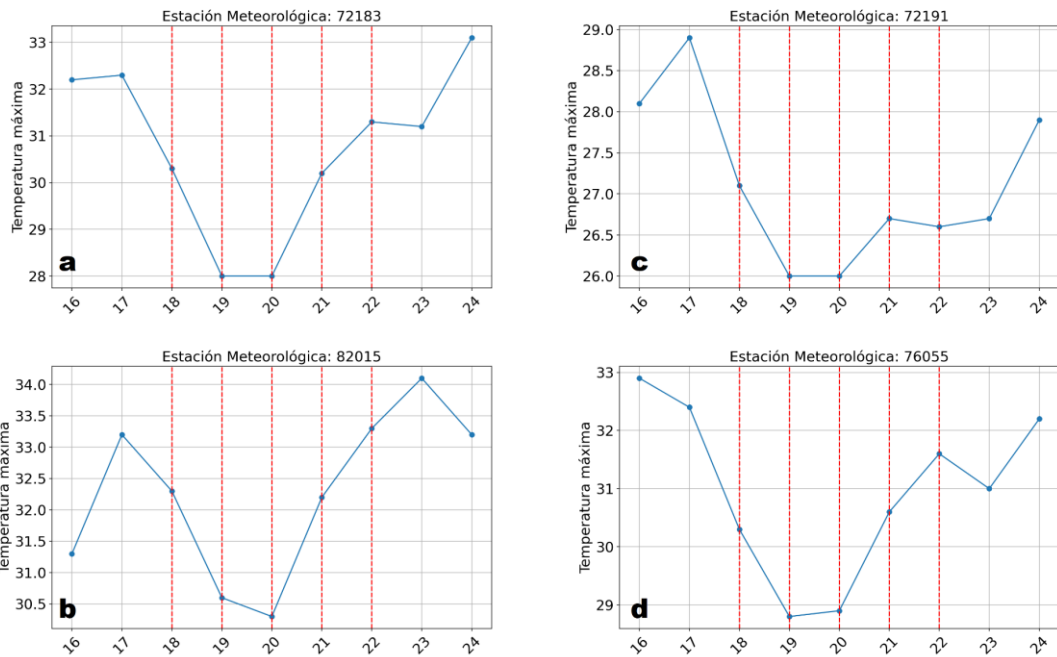 Estación Meteorológica: 72183
Temperatura máxima
33
32
31
30
29
28
a
16 17 18 19 20 21 22 23 24
Estación Meteorológica: 72191
Temperatura máxima
29.0
28.5
28.0
27.5
27.0
26.5
26.0
c
16 17 18 19 20 21 22 23 24
Estación Meteorológica: 82015
Temperatura máxima
34.0
33.5
33.0
32.5
32.0
31.5
31.0
30.5
b
16 17 18 19 20 21 22 23 24
Estación Meteorológica: 76055
Temperatura máxima
33
32
31
30
29
d
16 17 18 19 20 21 22 23 24